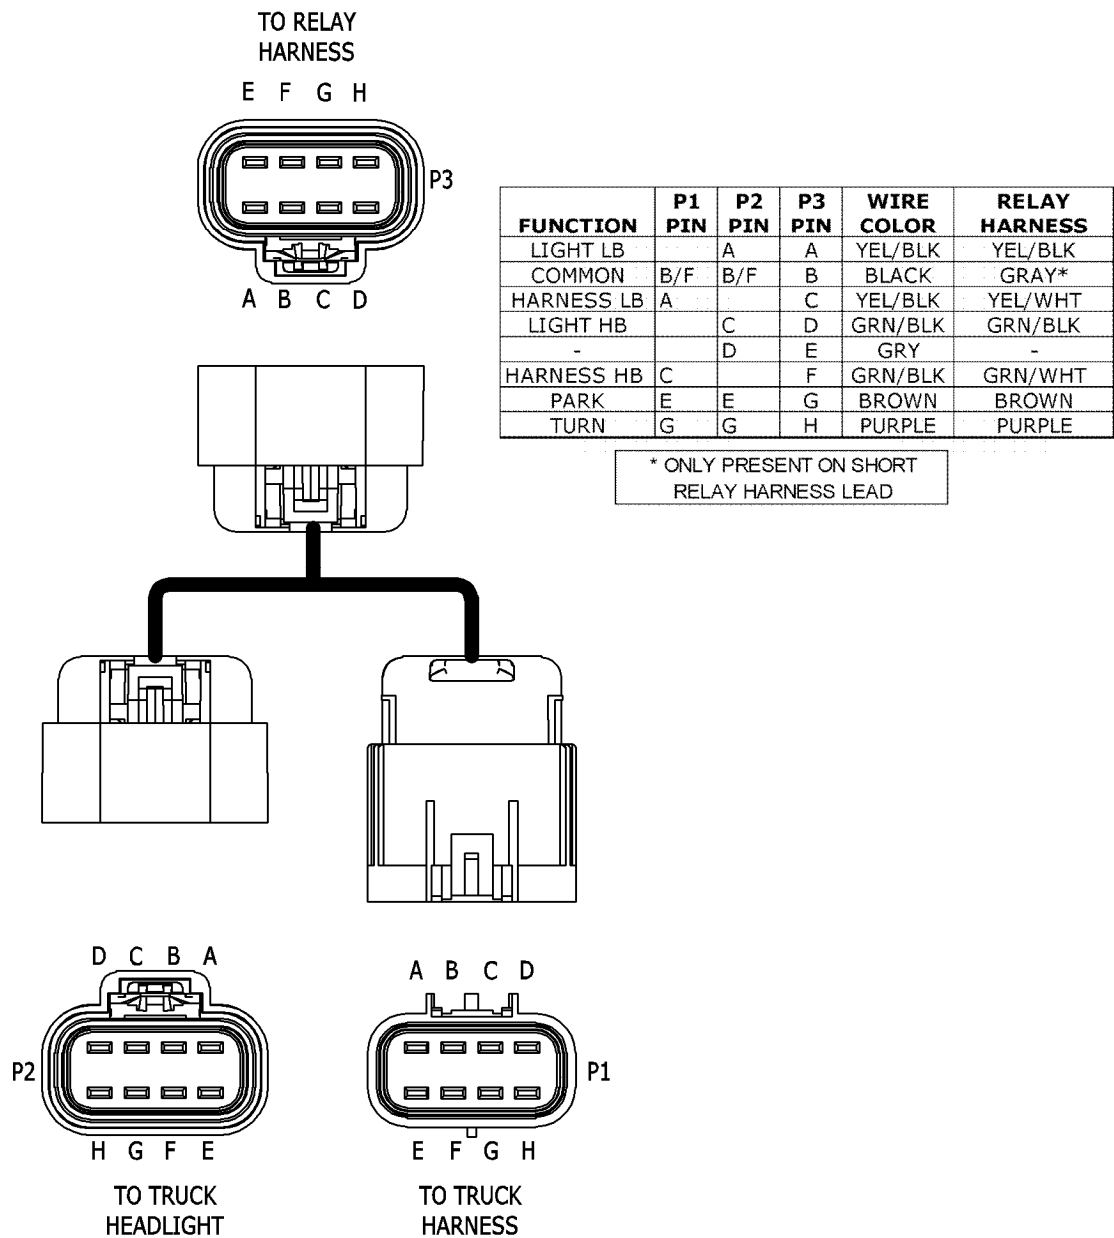 TO RELAY
HARNESS
E F G H
P3
A B C D
FUNCTION P1 PIN P2 PIN P3 PIN WIRE COLOR RELAY HARNESS
LIGHT LB A A YEL/BLK YEL/BLK
COMMON B/F B/F B BLACK GRAY*
HARNESS LB A C YEL/BLK YEL/WHT
LIGHT HB C D GRN/BLK GRN/BLK
- D E GRY -
HARNESS HB C F GRN/BLK GRN/WHT
PARK E E G BROWN BROWN
TURN G G H PURPLE PURPLE
* ONLY PRESENT ON SHORT
RELAY HARNESS LEAD
D C B A
P2
H G F E
TO TRUCK
HEADLIGHT
A B C D
P1
E F G H
TO TRUCK
HARNESS